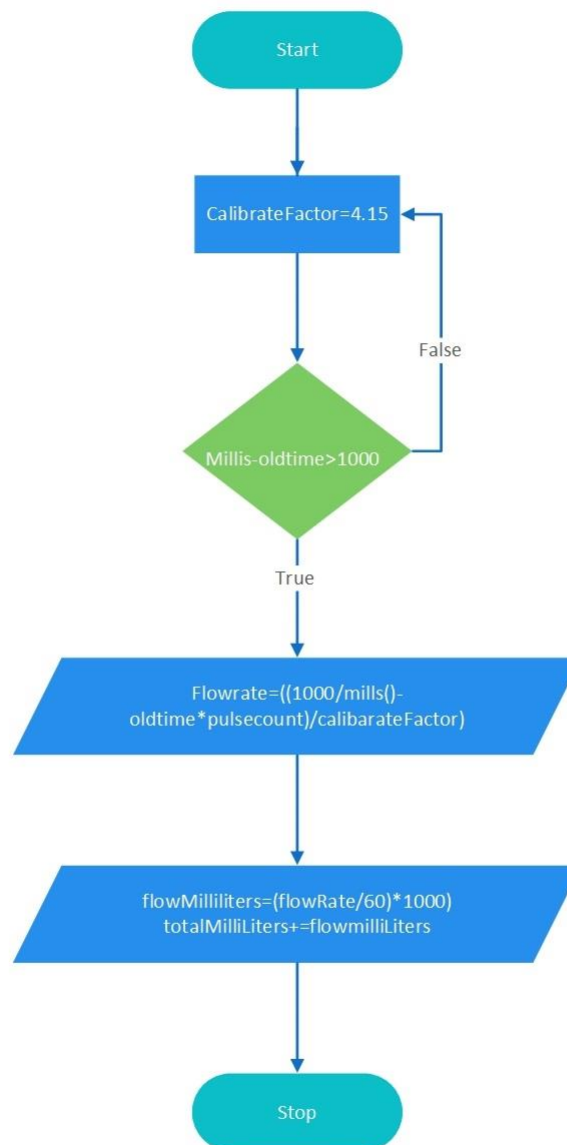 Start
CalibrateFactor=4.15
False
Millis-oldtime>1000
True
Flowrate=((1000/mills()-
oldtime*pulsecount)/calibarateFactor)
flowMilliliters=(flowRate/60)*1000)
totalMilliLiters+=flowmilliLiters
Stop